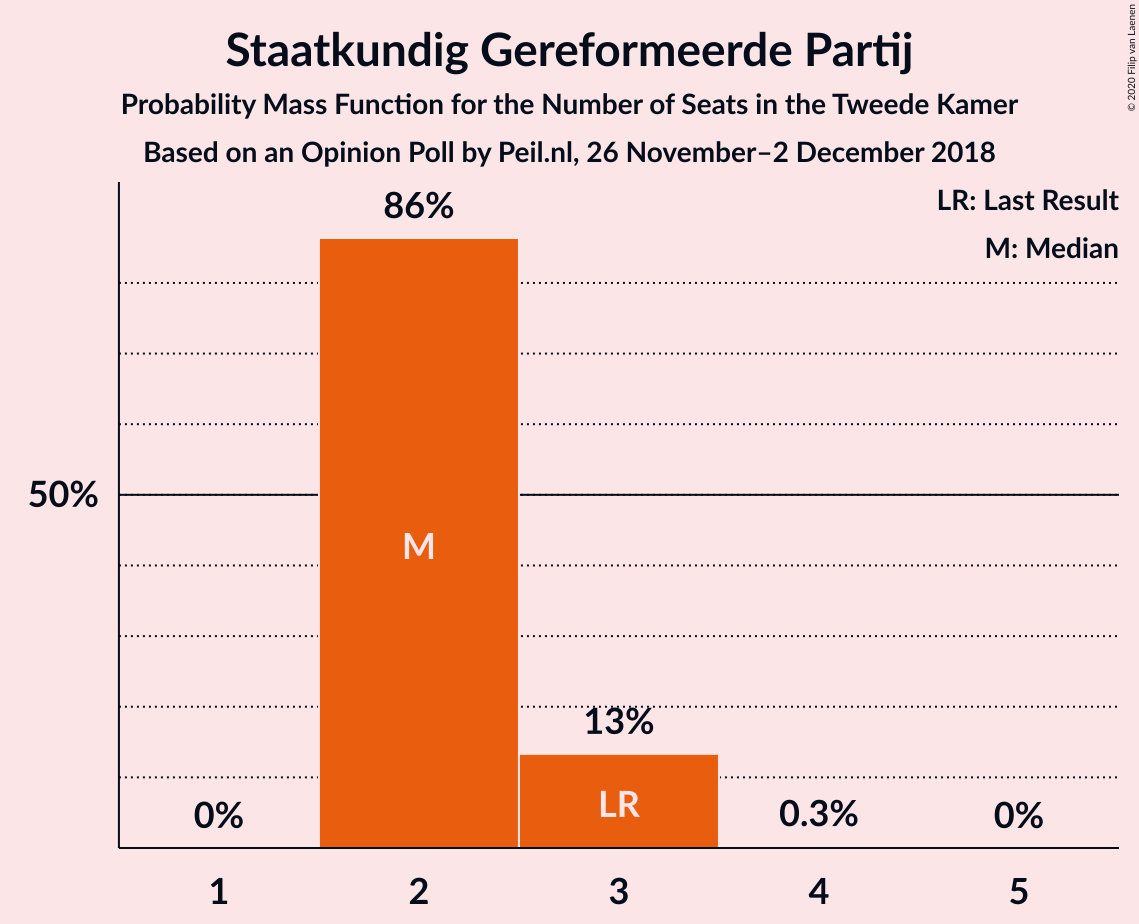 Staatkundig Gereformeerde Partij
Probability Mass Function for the Number of Seats in the Tweede Kamer
Based on an Opinion Poll by Peil.nl, 26 November–2 December 2018
© 2020 Filip van Laenen
LR: Last Result
M: Median
86%
50%
M
13%
LR
0%
0.3%
0%
1 2 3 4 5